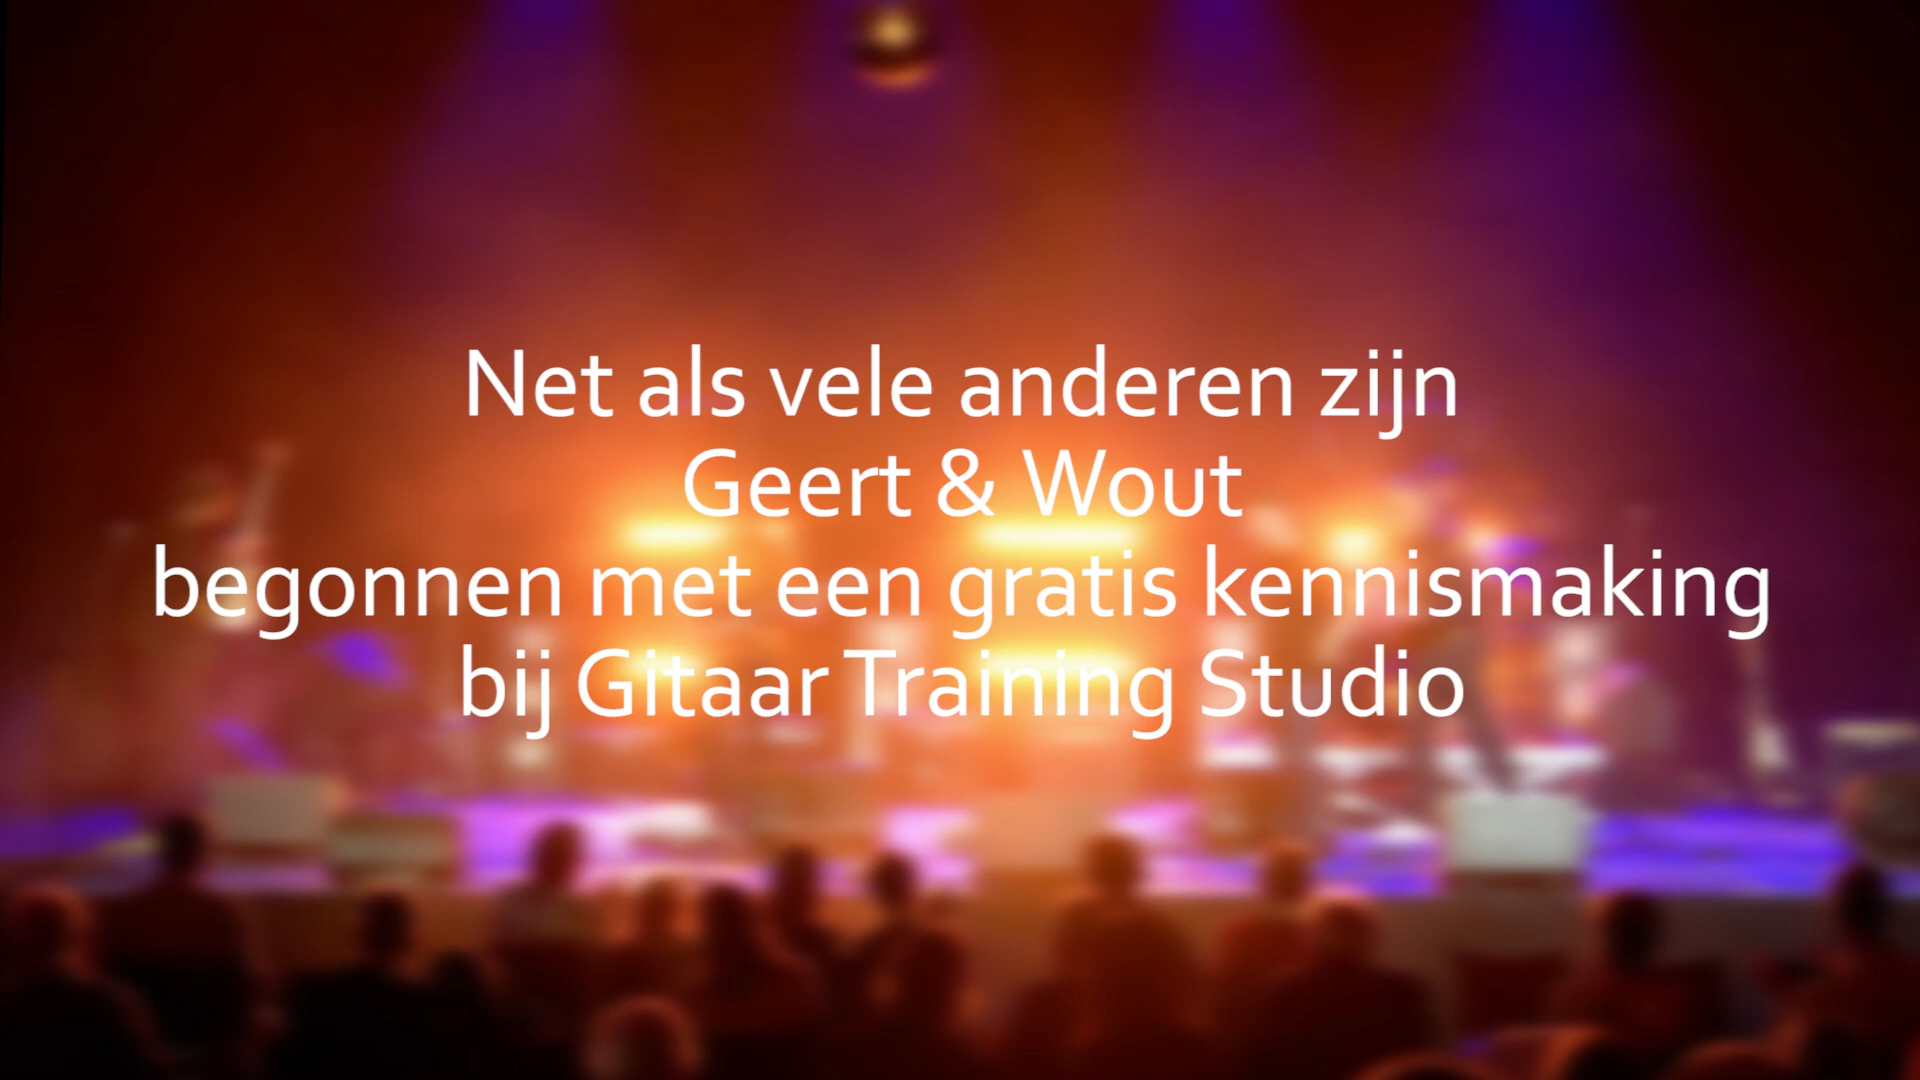 Net als vele anderen zijn
Geert & Wout
begonnen met een gratis kennismaking
bij Gitaar Training Studio